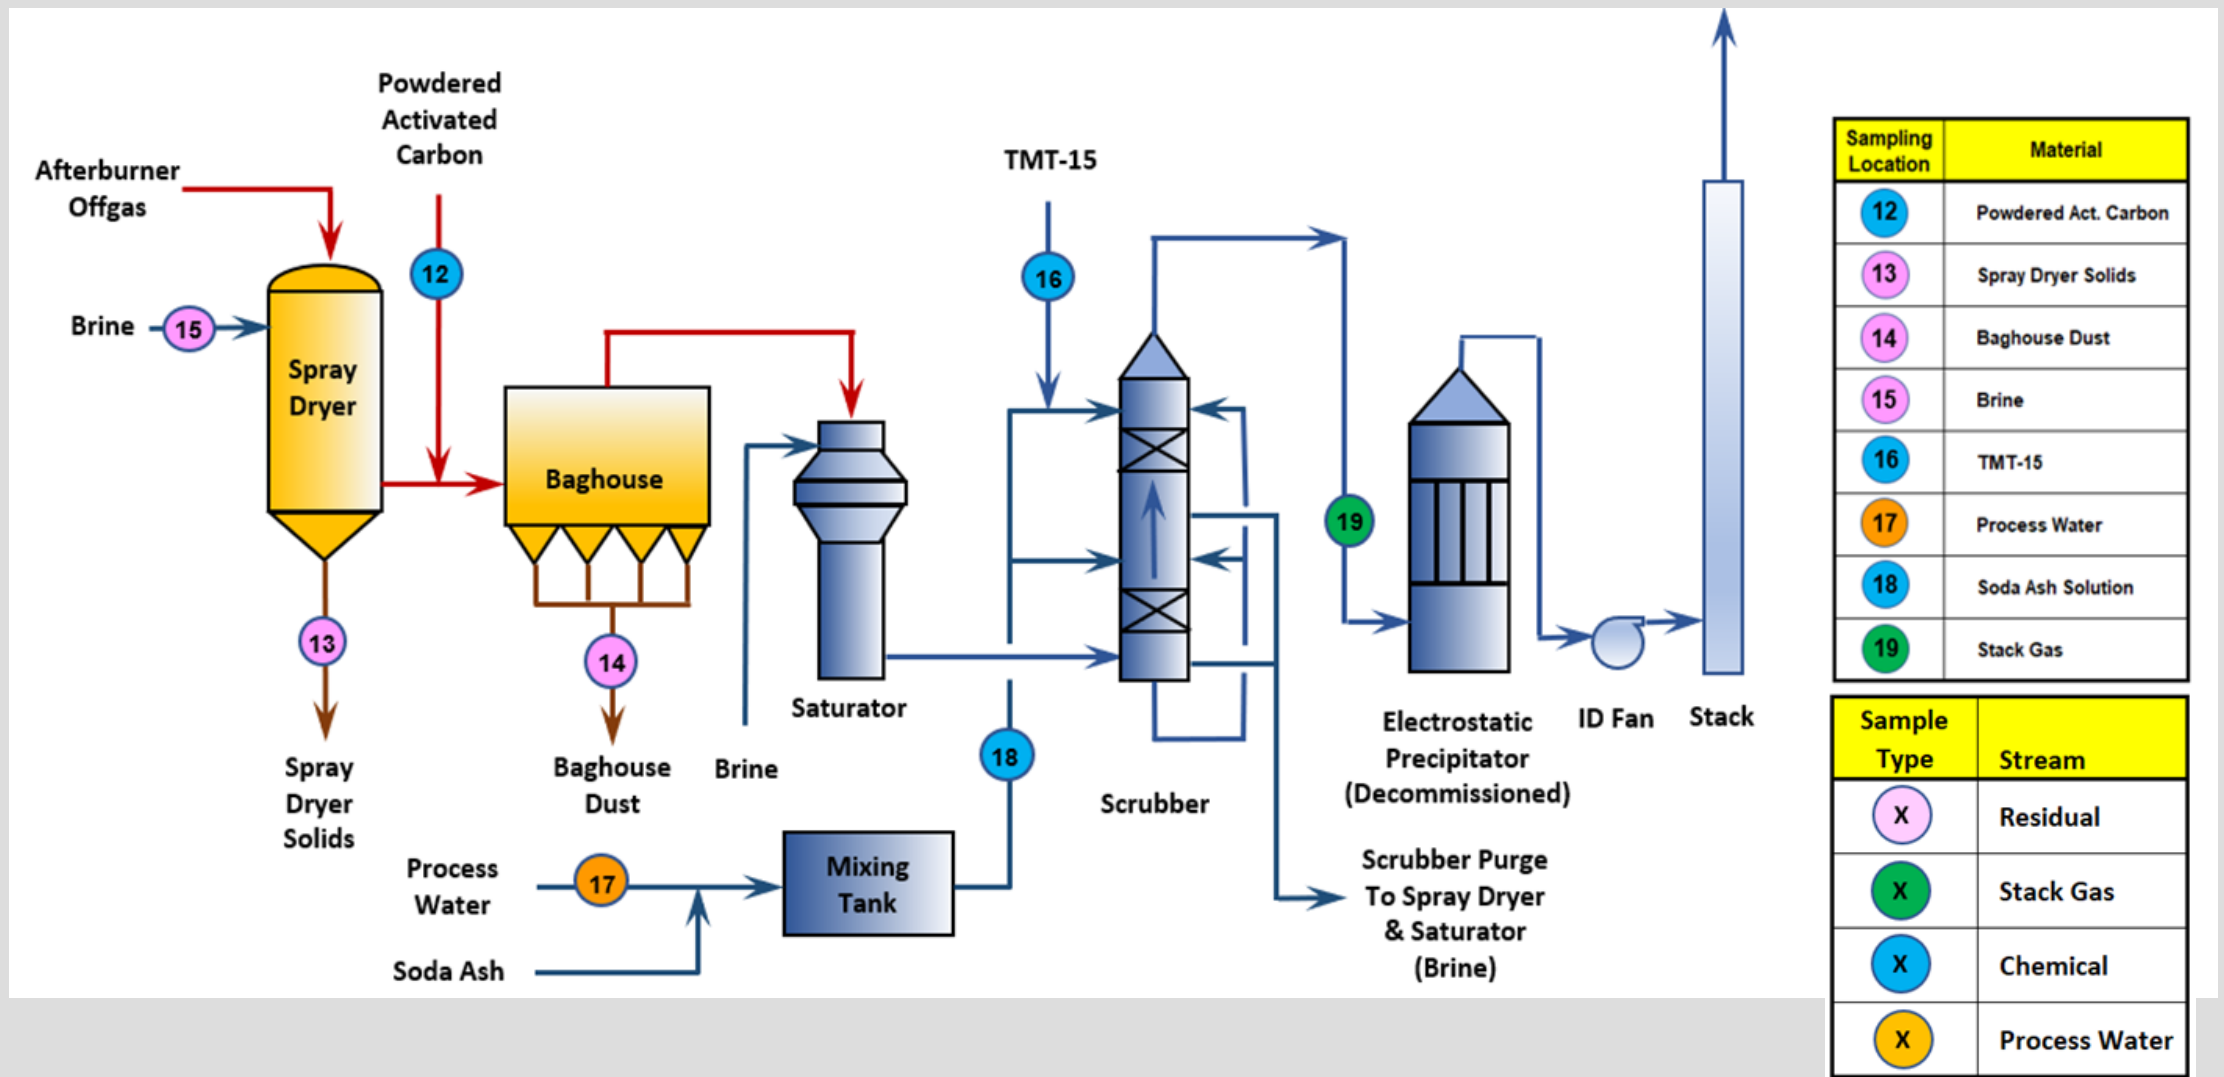 Powdered
Activated
Carbon
Afterburner
Offgas
12
Brine
15
Spray
Dryer
Baghouse
13
Spray
Dryer
Solids
14
Baghouse
Dust
Brine
Saturator
TMT-15
16
18
Scrubber
Process
Water
17
Soda Ash
Mixing
Tank
19
Electrostatic
Precipitator
(Decommissioned)
ID Fan
Stack
Scrubber Purge
To Spray Dryer
& Saturator
(Brine)
Sampling
Location
Material
12 Powdered Act. Carbon
13 Spray Dryer Solids
14 Baghouse Dust
15 Brine
16 TMT-15
17 Process Water
18 Soda Ash Solution
19 Stack Gas
Sample
Type
Stream
X Residual
X Stack Gas
X Chemical
X Process Water